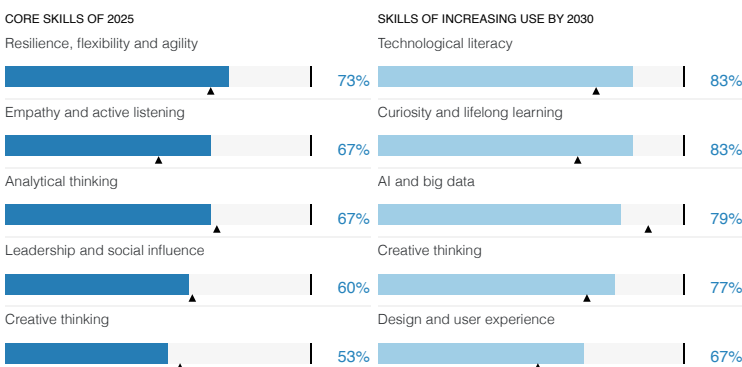 CORE SKILLS OF 2025
Resilience, flexibility and agility
73%
Empathy and active listening
67%
Analytical thinking
67%
Leadership and social influence
60%
Creative thinking
53%
SKILLS OF INCREASING USE BY 2030
Technological literacy
83%
Curiosity and lifelong learning
83%
AI and big data
79%
Creative thinking
77%
Design and user experience
67%